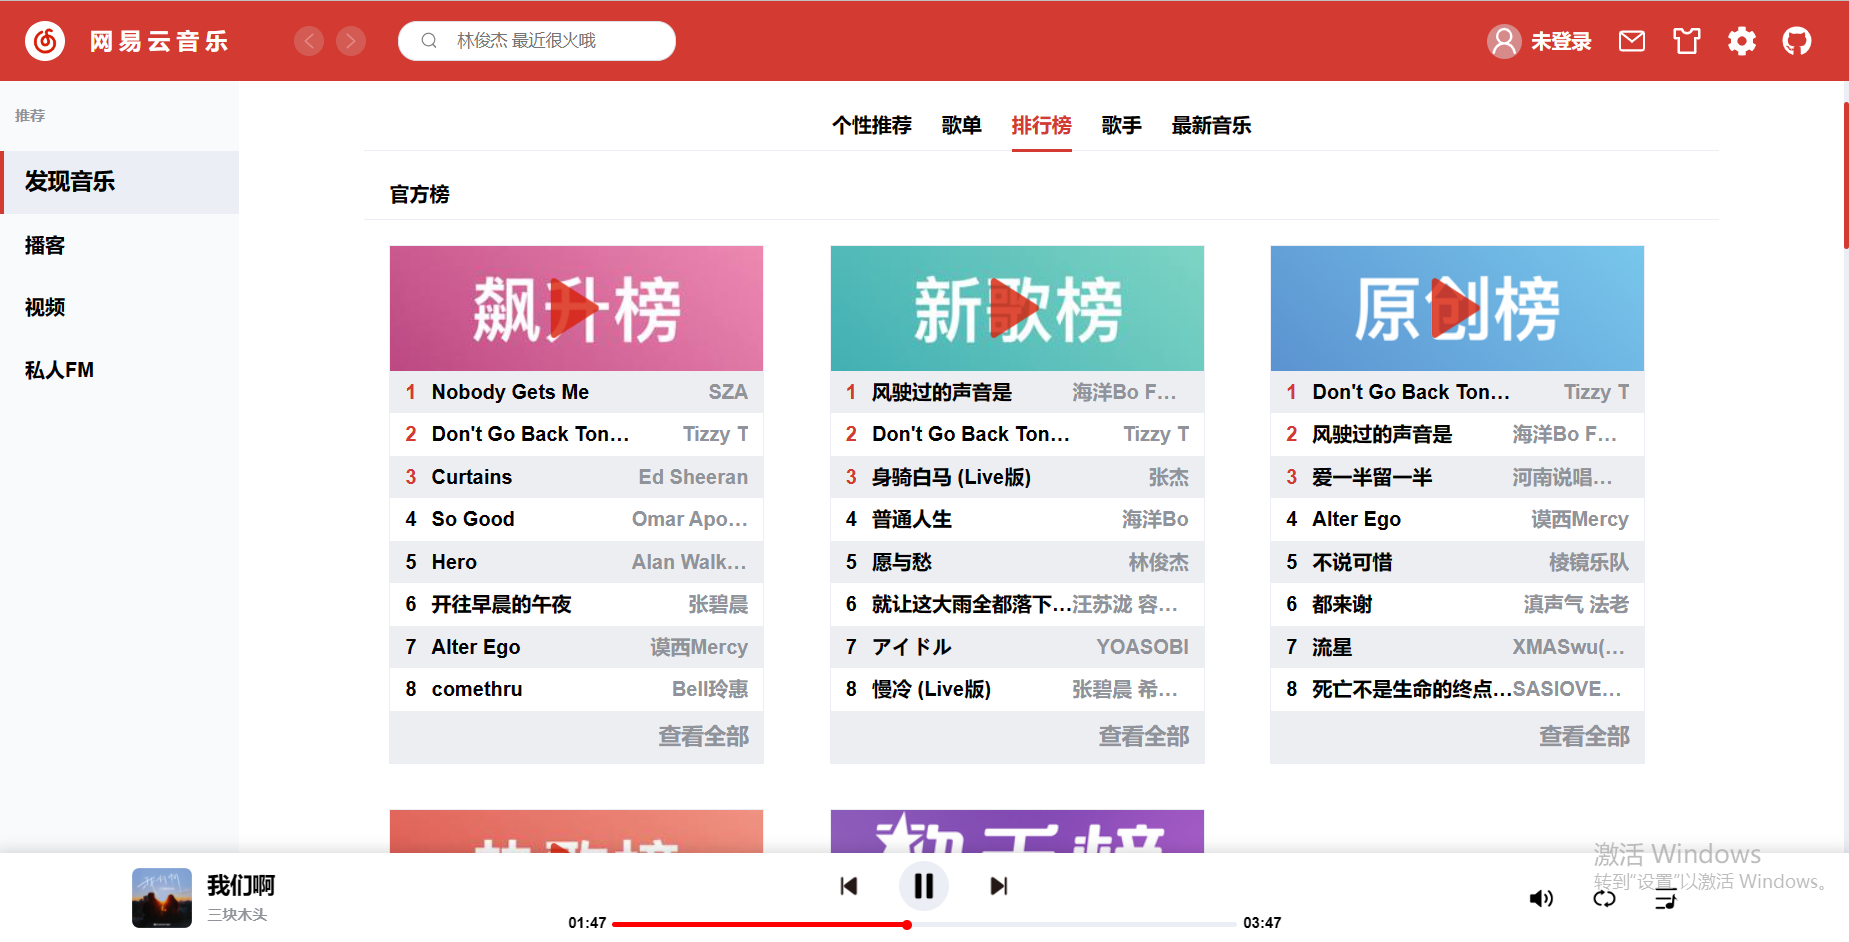 网易云音乐
林俊杰 最近很火哦
未登录
推荐
发现音乐
播客
视频
私人FM
个性推荐 歌单 排行榜 歌手 最新音乐
官方榜
飙升榜
1 Nobody Gets Me SZA
2 Don't Go Back Ton... Tizzy T
3 Curtains Ed Sheeran
4 So Good Omar Apo...
5 Hero Alan Walk...
6 开往早晨的午夜 张碧晨
7 Alter Ego 谟西Mercy
8 comethru Bell玲惠
查看全部
新歌榜
1 风驶过的声音是 海洋Bo F...
2 Don't Go Back Ton... Tizzy T
3 身骑白马 (Live版) 张杰
4 普通人生 海洋Bo
5 愿与愁 林俊杰
6 就让这大雨全都落下... 汪苏泷 容...
7 アイドル YOASOBI
8 慢冷 (Live版) 张碧晨 希...
查看全部
原创榜
1 Don't Go Back Ton... Tizzy T
2 风驶过的声音是 海洋Bo F...
3 爱一半留一半 河南说唱...
4 Alter Ego 谟西Mercy
5 不说可惜 棱镜乐队
6 都来谢 滇声气 法老
7 流星 XMASwu(...
8 死亡不是生命的终点... SASIOVE...
查看全部
热歌榜
我们啊
我们啊
三块木头
01:47
03:47
激活 Windows
转到“设置”以激活 Windows。